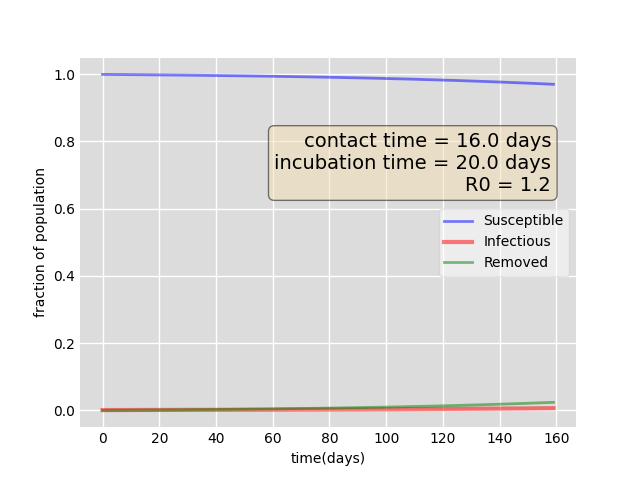 1.0
0.8
0.6
0.4
0.2
0.0
fraction of population
contact time = 16.0 days
incubation time = 20.0 days
R0 = 1.2
Susceptible
Infectious
Removed
0 20 40 60 80 100 120 140 160
time(days)